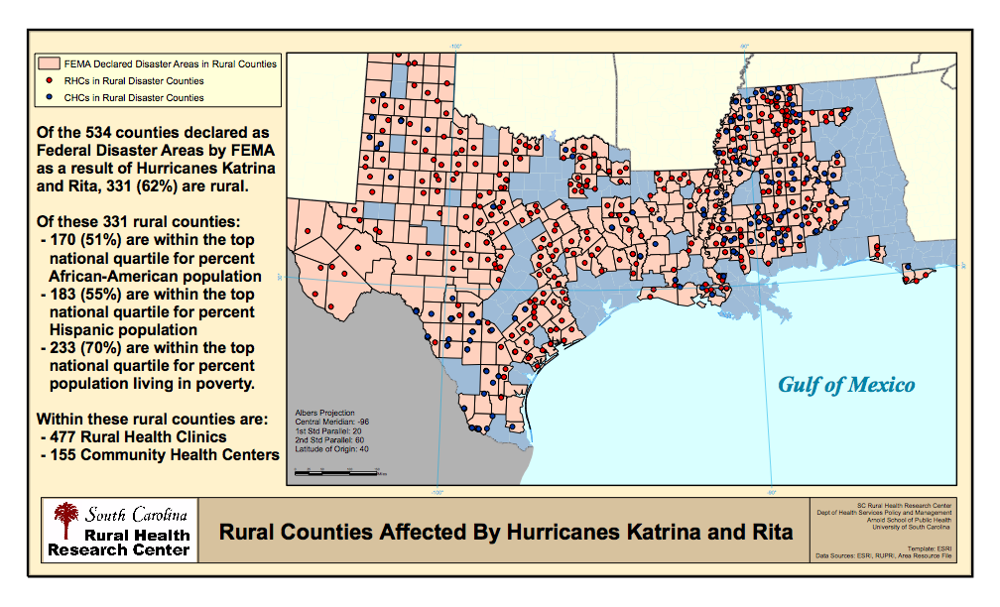 FEMA Declared Disaster Areas in Rural Counties
RHCs in Rural Disaster Counties
CHCs in Rural Disaster Counties
Of the 534 counties declared as
Federal Disaster Areas by FEMA
as a result of Hurricanes Katrina
and Rita, 331 (62%) are rural.
Of these 331 rural counties:
- 170 (51%) are within the top
national quartile for percent
African-American population
- 183 (55%) are within the top
national quartile for percent
Hispanic population
- 233 (70%) are within the top
national quartile for percent
population living in poverty.
Within these rural counties are:
- 477 Rural Health Clinics
- 155 Community Health Centers
-100°
-90°
30°
30°
Gulf of Mexico
Albers Projection
Central Meridian: -96
1st Std Parallel: 20
2nd Std Parallel: 60
Latitude of Origin: 40
Miles
-100°
-90°
South Carolina
Rural Health
Research Center
Rural Counties Affected By Hurricanes Katrina and Rita
SC Rural Health Research Center
Dept of Health Services Policy and Management
Arnold School of Public Health
University of South Carolina
Template: ESRI
Data Sources: ESRI, RUPRI, Area Resource File